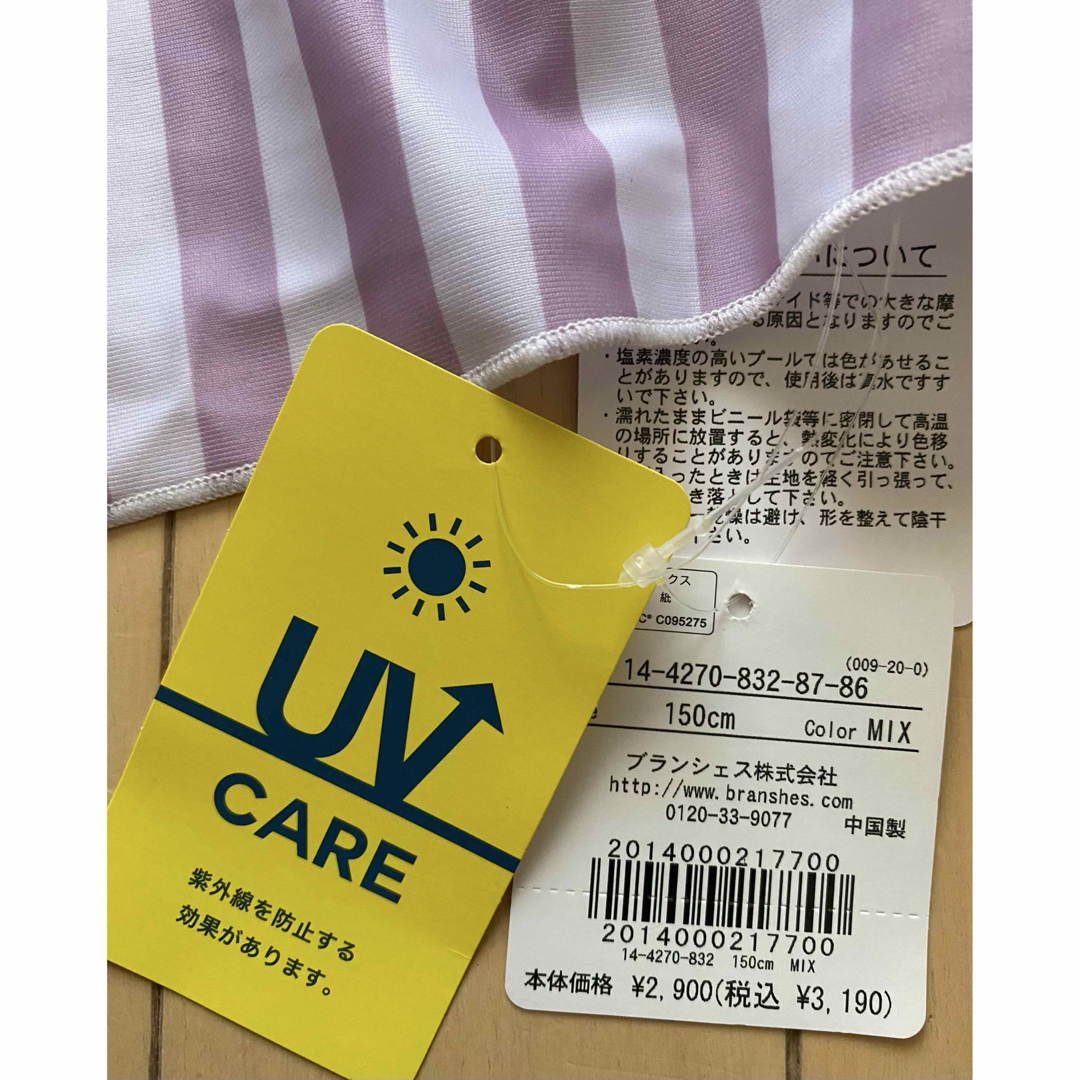 について
イド等での大きな摩
る原因となりますのでご
い。
・塩素濃度の高いプールでは色があせるこ
とがありますので、使用後は真水ですす
いで下さい。
・濡れたままビニール袋等に密閉して高温
の場所に放置すると、熱変化により色移
りすることがありますのでご注意下さい。
ったときは生地を軽く引っ張って、
き落として下さい。
乾燥は避け、形を整えて陰干
さい。
UV
CARE
紫外線を防止する
効果があります。
クス
紙
C® C095275
(009-20-0)
14-4270-832-87-86
150cm Color MIX
ブランシェス株式会社
http://www.branshes.com
0120-33-9077 中国製
2014000217700
2014000217700
14-4270-832 150cm MIX
本体価格 ¥2,900(税込 ¥3,190)